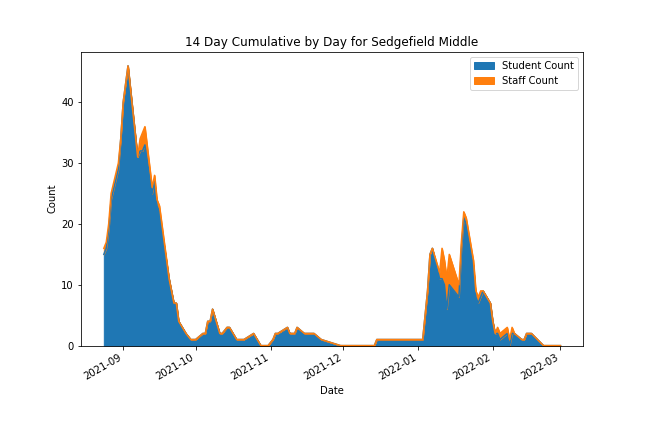 14 Day Cumulative by Day for Sedgefield Middle
Student Count
Staff Count
Count
40
30
20
10
0
2021-09
2021-10
2021-11
2021-12
2022-01
2022-02
2022-03
Date